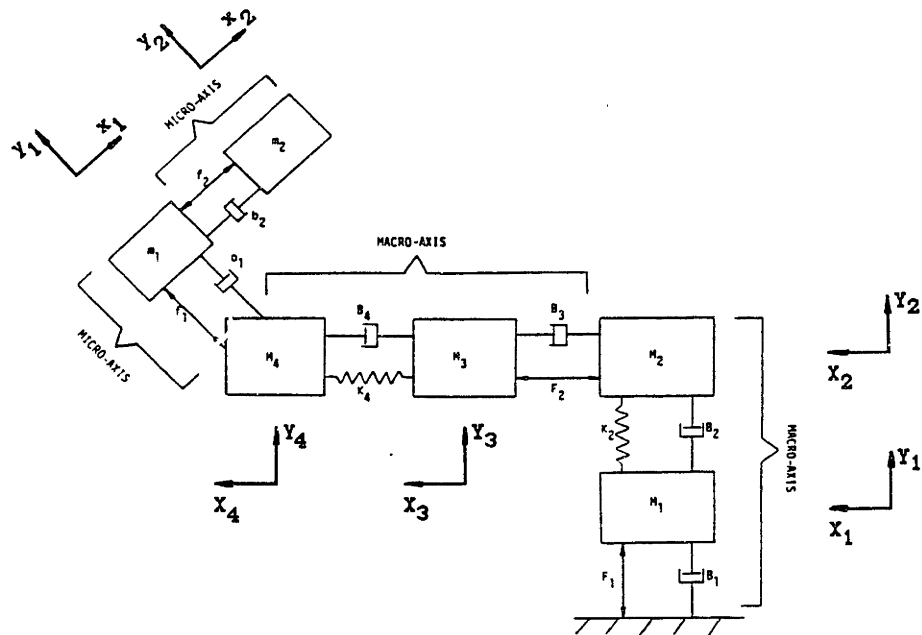 Y2
x2
MICRO-AXIS
Y1
x1
m2
f2
b2
m1
b1
f1
MICRO-AXIS
MACRO-AXIS
B4
B3
M4
M3
M2
K4
F2
Y2
X2
K2
B2
MACRO-AXIS
Y4
X4
Y3
X3
M1
Y1
X1
F1
B1